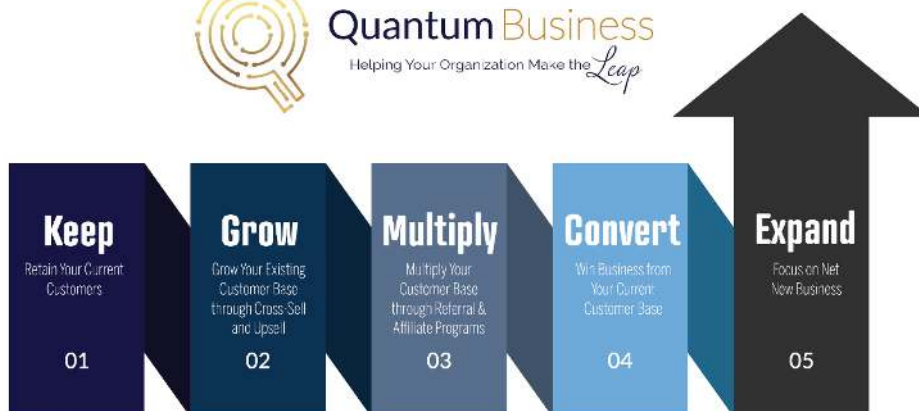 Quantum Business
Helping Your Organization Make the Leap
Keep
Retain Your Current
Customers
01
Grow
Grow Your Existing
Customer Base
through Cross-Sell
and Upsell
02
Multiply
Multiply Your
Customer Base
through Referral &
Affiliate Programs
03
Convert
Win Business from
Your Current
Customer Base
04
Expand
Focus on Net
New Business
05